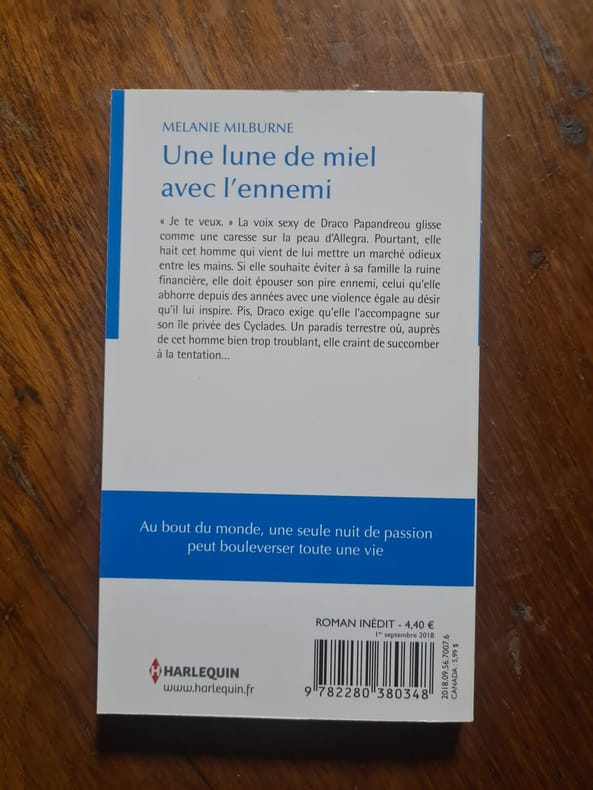 MELANIE MILBURNE
Une lune de miel
avec l'ennemi
« Je te veux. » La voix sexy de Draco Papandreou glisse
comme une caresse sur la peau d'Allegra. Pourtant, elle
hait cet homme qui vient de lui mettre un marché odieux
entre les mains. Si elle souhaite éviter à sa famille la ruine
financière, elle doit épouser son pire ennemi, celui qu'elle
abhorre depuis des années avec une violence égale au désir
qu'il lui inspire. Pis, Draco exige qu'elle l'accompagne sur
son île privée des Cyclades. Un paradis terrestre où, auprès
de cet homme bien trop troublant, elle craint de succomber
à la tentation...
Au bout du monde, une seule nuit de passion
peut bouleverser toute une vie
ROMAN INÉDIT - 4,40 €
1er septembre 2018
HARLEQUIN
www.harlequin.fr
9 782280 380348
2018.09.56.7007.6
CANADA : 5,99 $